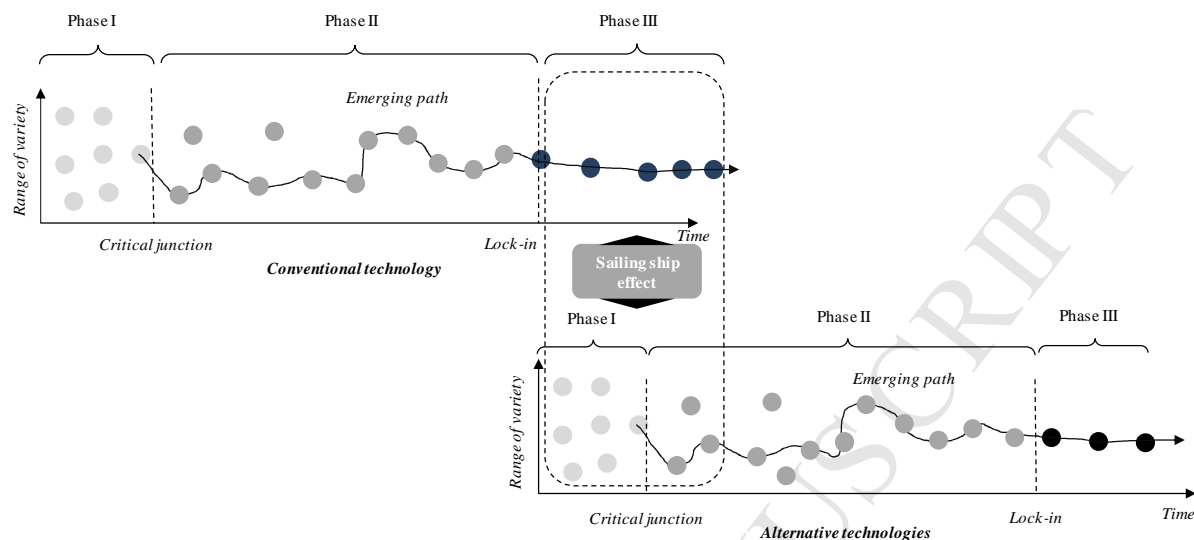 Phase I
Phase II
Phase III
Range of variety
Emerging path
Critical junction
Lock-in
Time
Conventional technology
Sailing ship
effect
Phase I
Phase II
Phase III
Range of variety
Emerging path
Critical junction
Lock-in
Time
Alternative technologies
USCRIPT